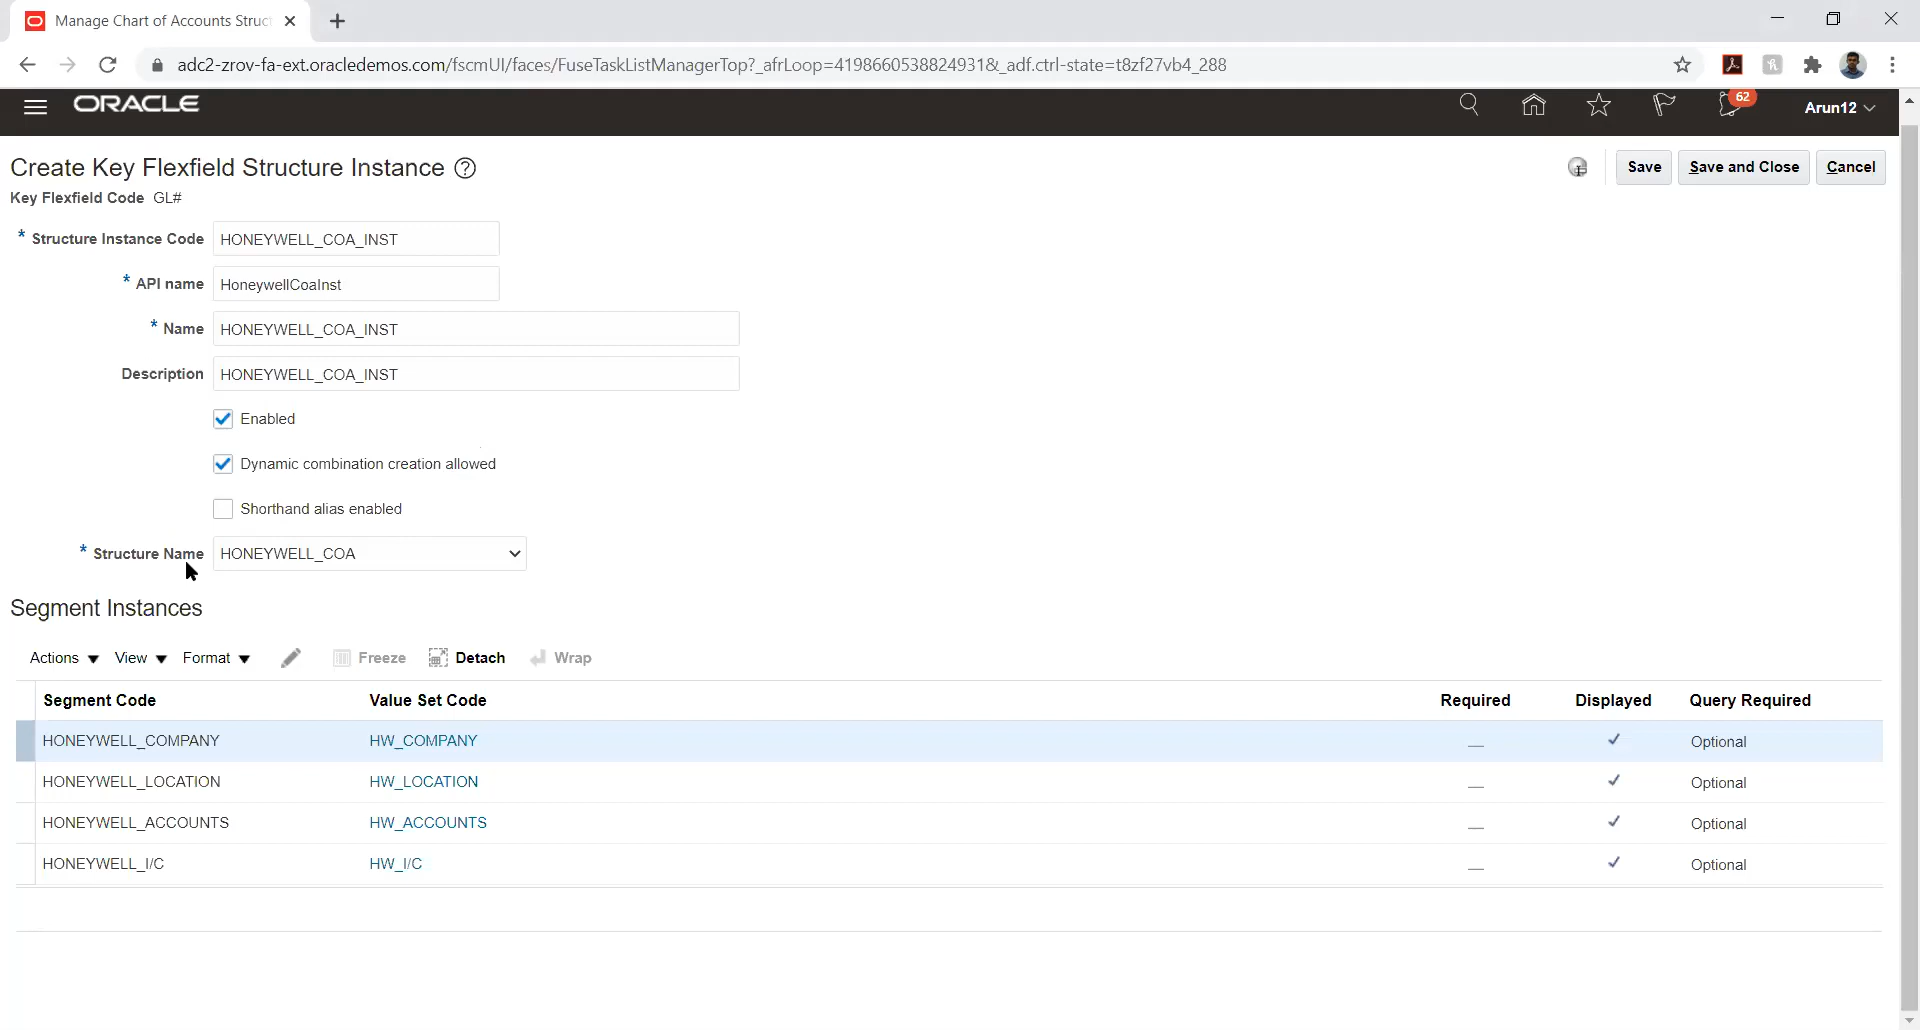 Manage Chart of Accounts Struc
adc2-zrov-fa-ext.oracledemos.com/fscmUI/faces/FuseTaskListManagerTop?_afrLoop=4198660538824931&_adf.ctrl-state=t8zf27vb4_288
ORACLE
62
Arun12
Create Key Flexfield Structure Instance ?
Save
Save and Close
Cancel
Key Flexfield Code GL#
* Structure Instance Code HONEYWELL_COA_INST
* API name HoneywellCoaInst
* Name HONEYWELL_COA_INST
Description HONEYWELL_COA_INST
Enabled
Dynamic combination creation allowed
Shorthand alias enabled
* Structure Name HONEYWELL_COA
Segment Instances
Actions View Format Freeze Detach Wrap
Segment Code Value Set Code Required Displayed Query Required
HONEYWELL_COMPANY HW_COMPANY Optional
HONEYWELL_LOCATION HW_LOCATION Optional
HONEYWELL_ACCOUNTS HW_ACCOUNTS Optional
HONEYWELL_I/C HW_I/C Optional